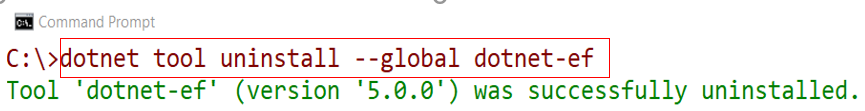 Command Prompt
C:\>dotnet tool uninstall --global dotnet-ef
Tool 'dotnet-ef' (version '5.0.0') was successfully uninstalled.